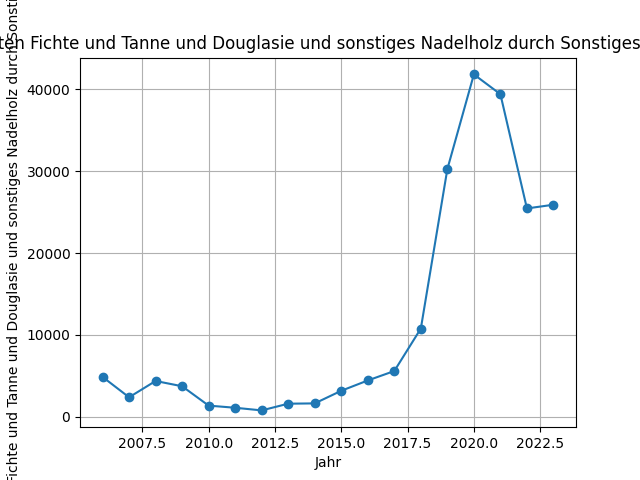 ten Fichte und Tanne und Douglasie und sonstiges Nadelholz durch Sonstiges
Fichte und Tanne und Douglasie und sonstiges Nadelholz durch Sonsti
40000
30000
20000
10000
0
2007.5 2010.0 2012.5 2015.0 2017.5 2020.0 2022.5
Jahr